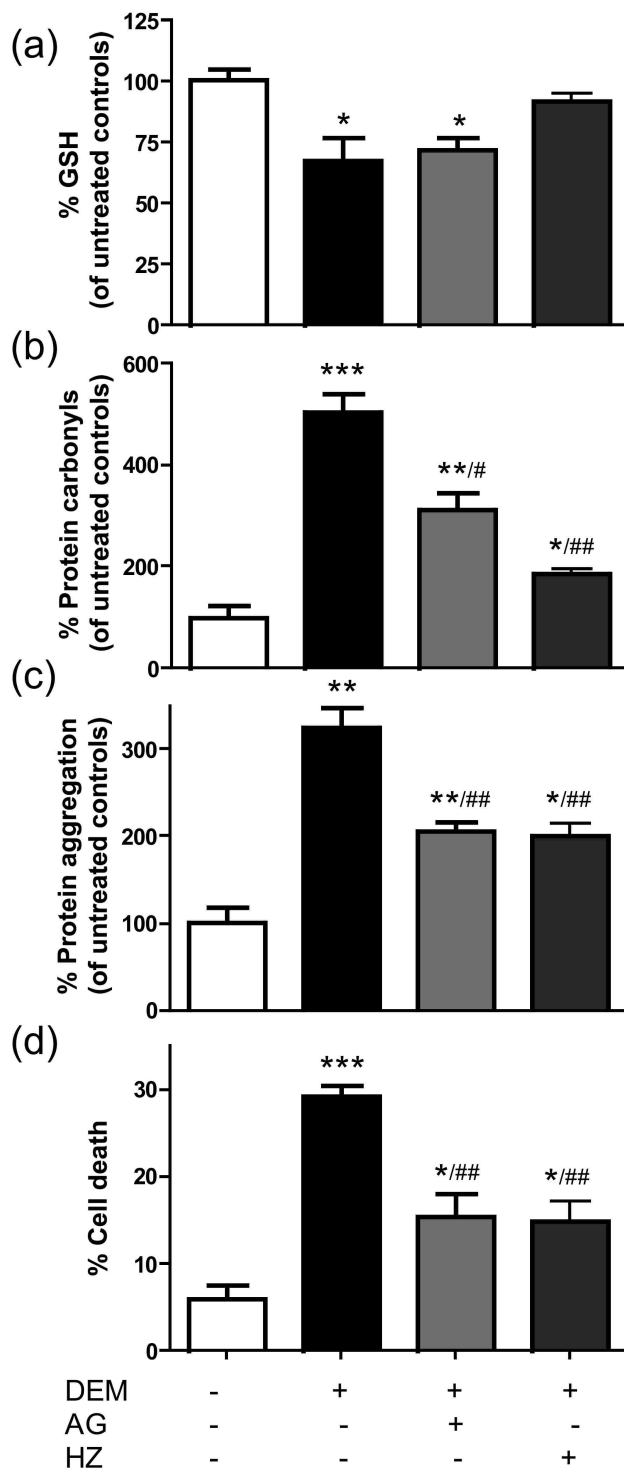 (a)
% GSH
(of untreated controls)
125
100
75
50
25
0
*
*
(b)
% Protein carbonyls
(of untreated controls)
600
400
200
0
***
**/#
*/##
(c)
% Protein aggregation
(of untreated controls)
300
200
100
0
**
**/##
*/##
(d)
% Cell death
30
20
10
0
***
*/##
*/##
DEM - + + +
AG - - + -
HZ - - - +